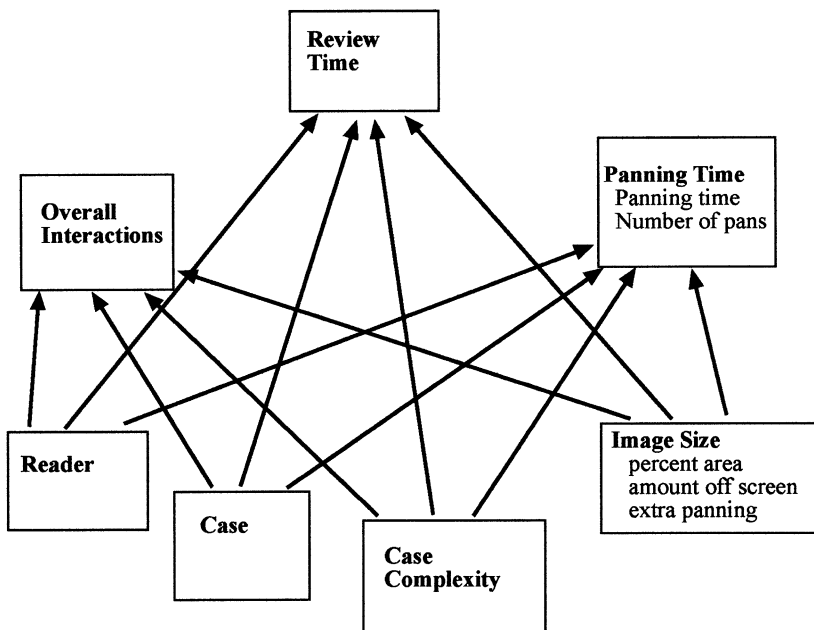 Review
Time
Panning Time
Panning time
Number of pans
Overall
Interactions
Reader
Image Size
percent area
amount off screen
extra panning
Case
Case
Complexity